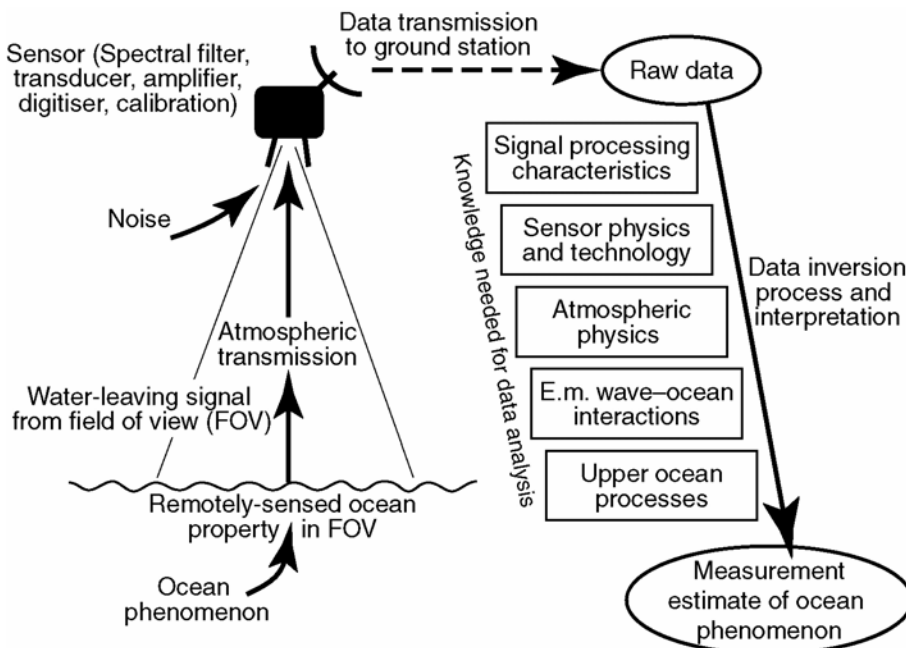 Sensor (Spectral filter,
transducer, amplifier,
digitiser, calibration)
Data transmission
to ground station
Raw data
Noise
Atmospheric
transmission
Water-leaving signal
from field of view (FOV)
Remotely-sensed ocean
property in FOV
Ocean
phenomenon
Knowledge needed for data analysis
Signal processing
characteristics
Sensor physics
and technology
Atmospheric
physics
E.m. wave–ocean
interactions
Upper ocean
processes
Data inversion
process and
interpretation
Measurement
estimate of ocean
phenomenon